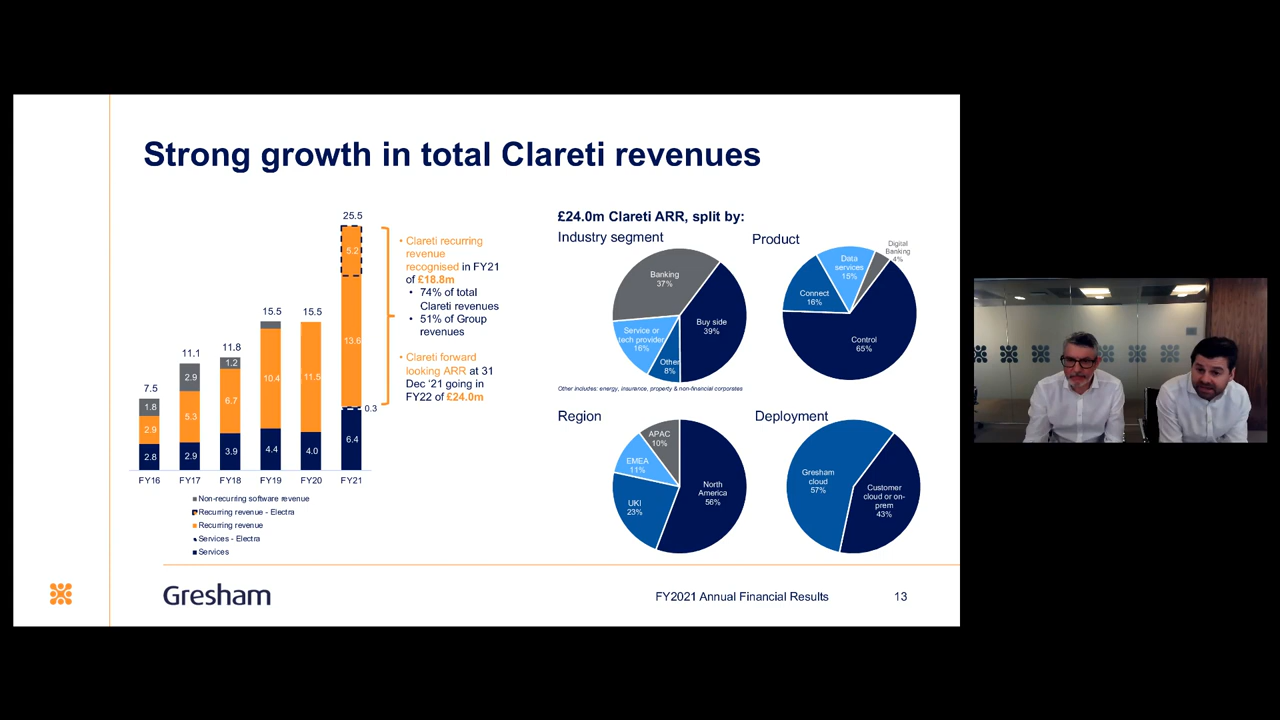 Strong growth in total Clareti revenues
25.5
5.2
13.6
0.3
6.4
15.5
11.5
4.0
15.5
10.4
4.4
11.8
1.2
6.7
3.9
11.1
2.9
5.3
2.9
7.5
1.8
2.9
2.8
FY16 FY17 FY18 FY19 FY20 FY21
Non-recurring software revenue
Recurring revenue - Electra
Recurring revenue
Services - Electra
Services
• Clareti recurring
revenue
recognised in FY21
of £18.8m
• 74% of total
Clareti revenues
• 51% of Group
revenues
• Clareti forward
looking ARR at 31
Dec ‘21 going in
FY22 of £24.0m
£24.0m Clareti ARR, split by:
Industry segment
Banking
37%
Buy side
39%
Service or
tech provider
16%
Other
8%
Other includes: energy, insurance, property & non-financial corporates
Product
Digital
Banking
4%
Data
services
15%
Connect
16%
Control
65%
Region
APAC
10%
EMEA
11%
UKI
23%
North
America
56%
Deployment
Gresham
cloud
57%
Customer
cloud or on-
prem
43%
Gresham
FY2021 Annual Financial Results
13